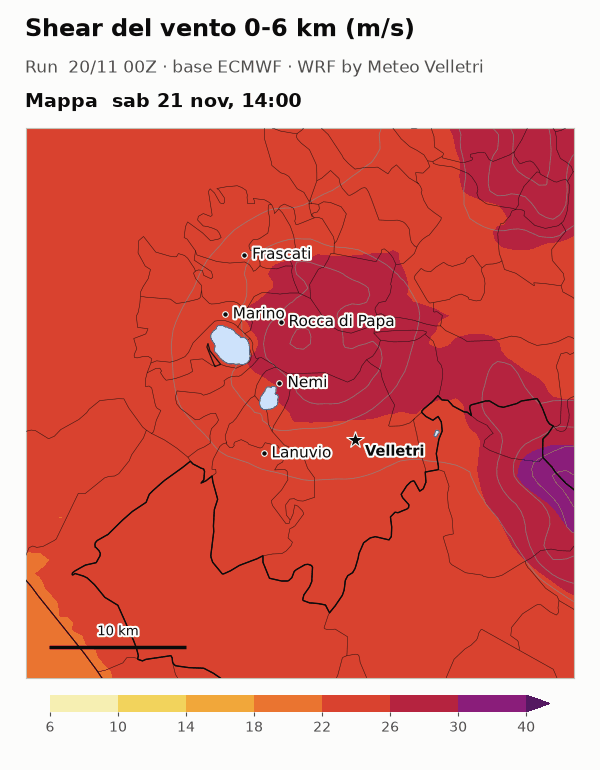 Shear del vento 0-6 km (m/s)
Run  20/11 00Z · base ECMWF · WRF by Meteo Velletri
Mappa  sab 21 nov, 14:00
Frascati
Marino
Rocca di Papa
Nemi
Velletri
Lanuvio
10 km
6 10 14 18 22 26 30 40